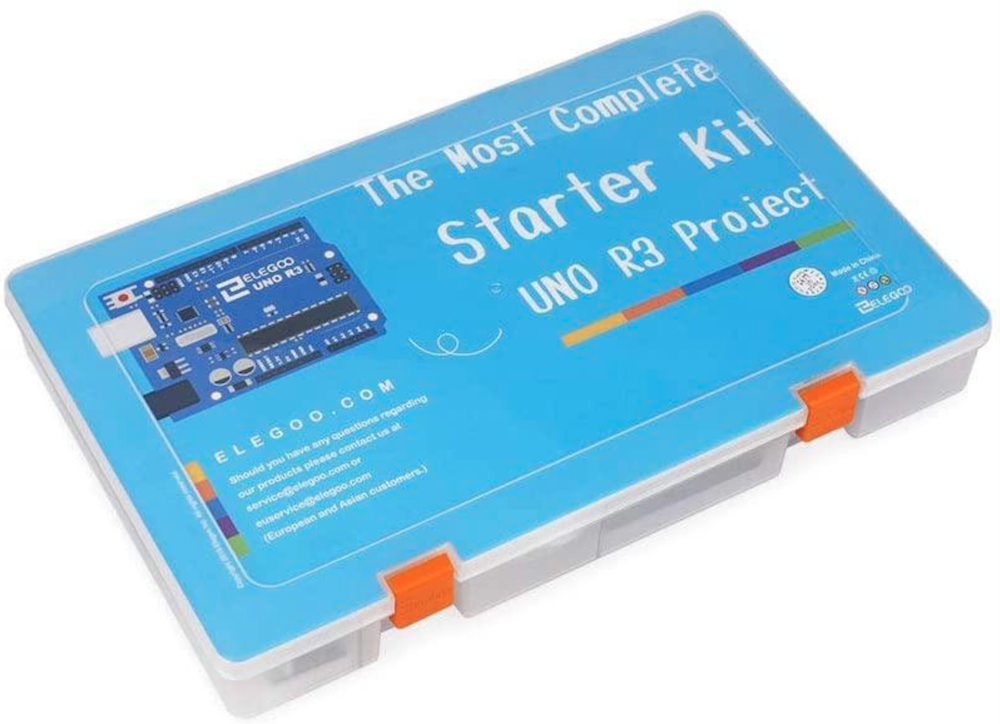 The Most Complete
Starter Kit
UNO R3 Project
ELEGOO
UNO R3
Made in China
ELEGOO
ELEGOO.COM
Should you have any questions regarding
our products please contact us at
service@elegoo.com or
euservice@elegoo.com
(European and Asian customers.)